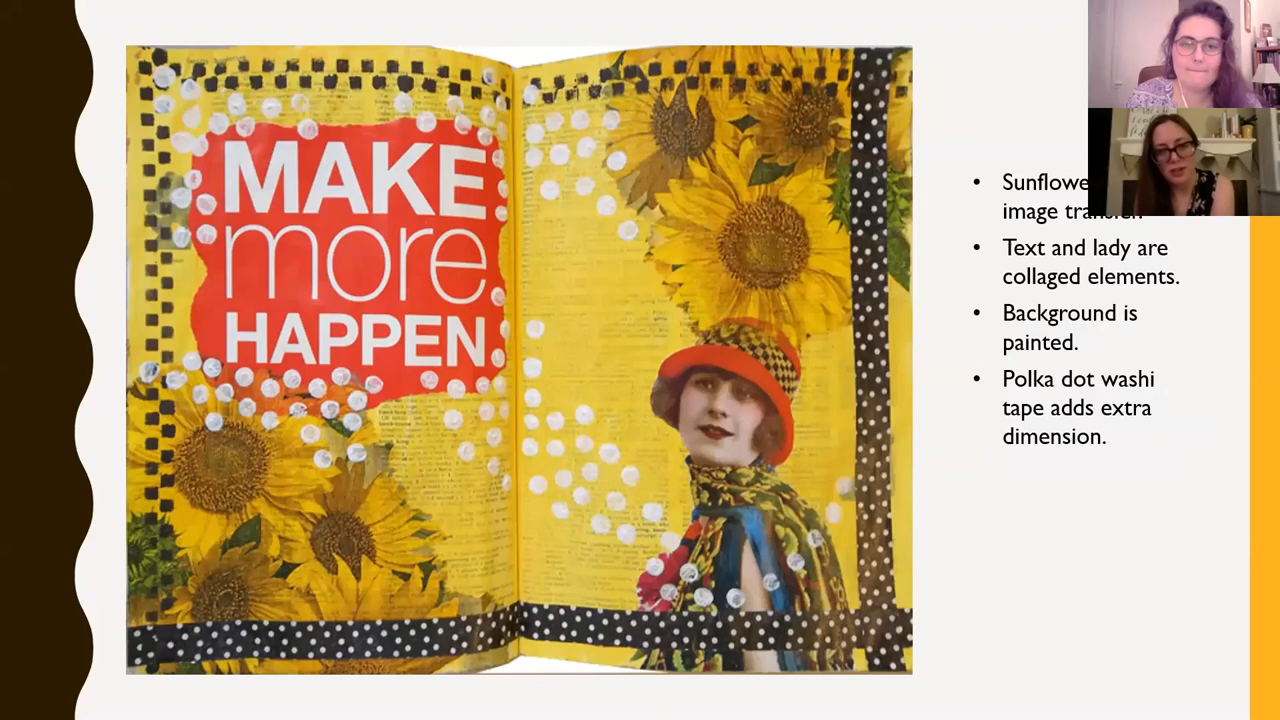 MAKE
more
HAPPEN
• Sunflowe
image
• Text and lady are
collaged elements.
• Background is
painted.
• Polka dot washi
tape adds extra
dimension.